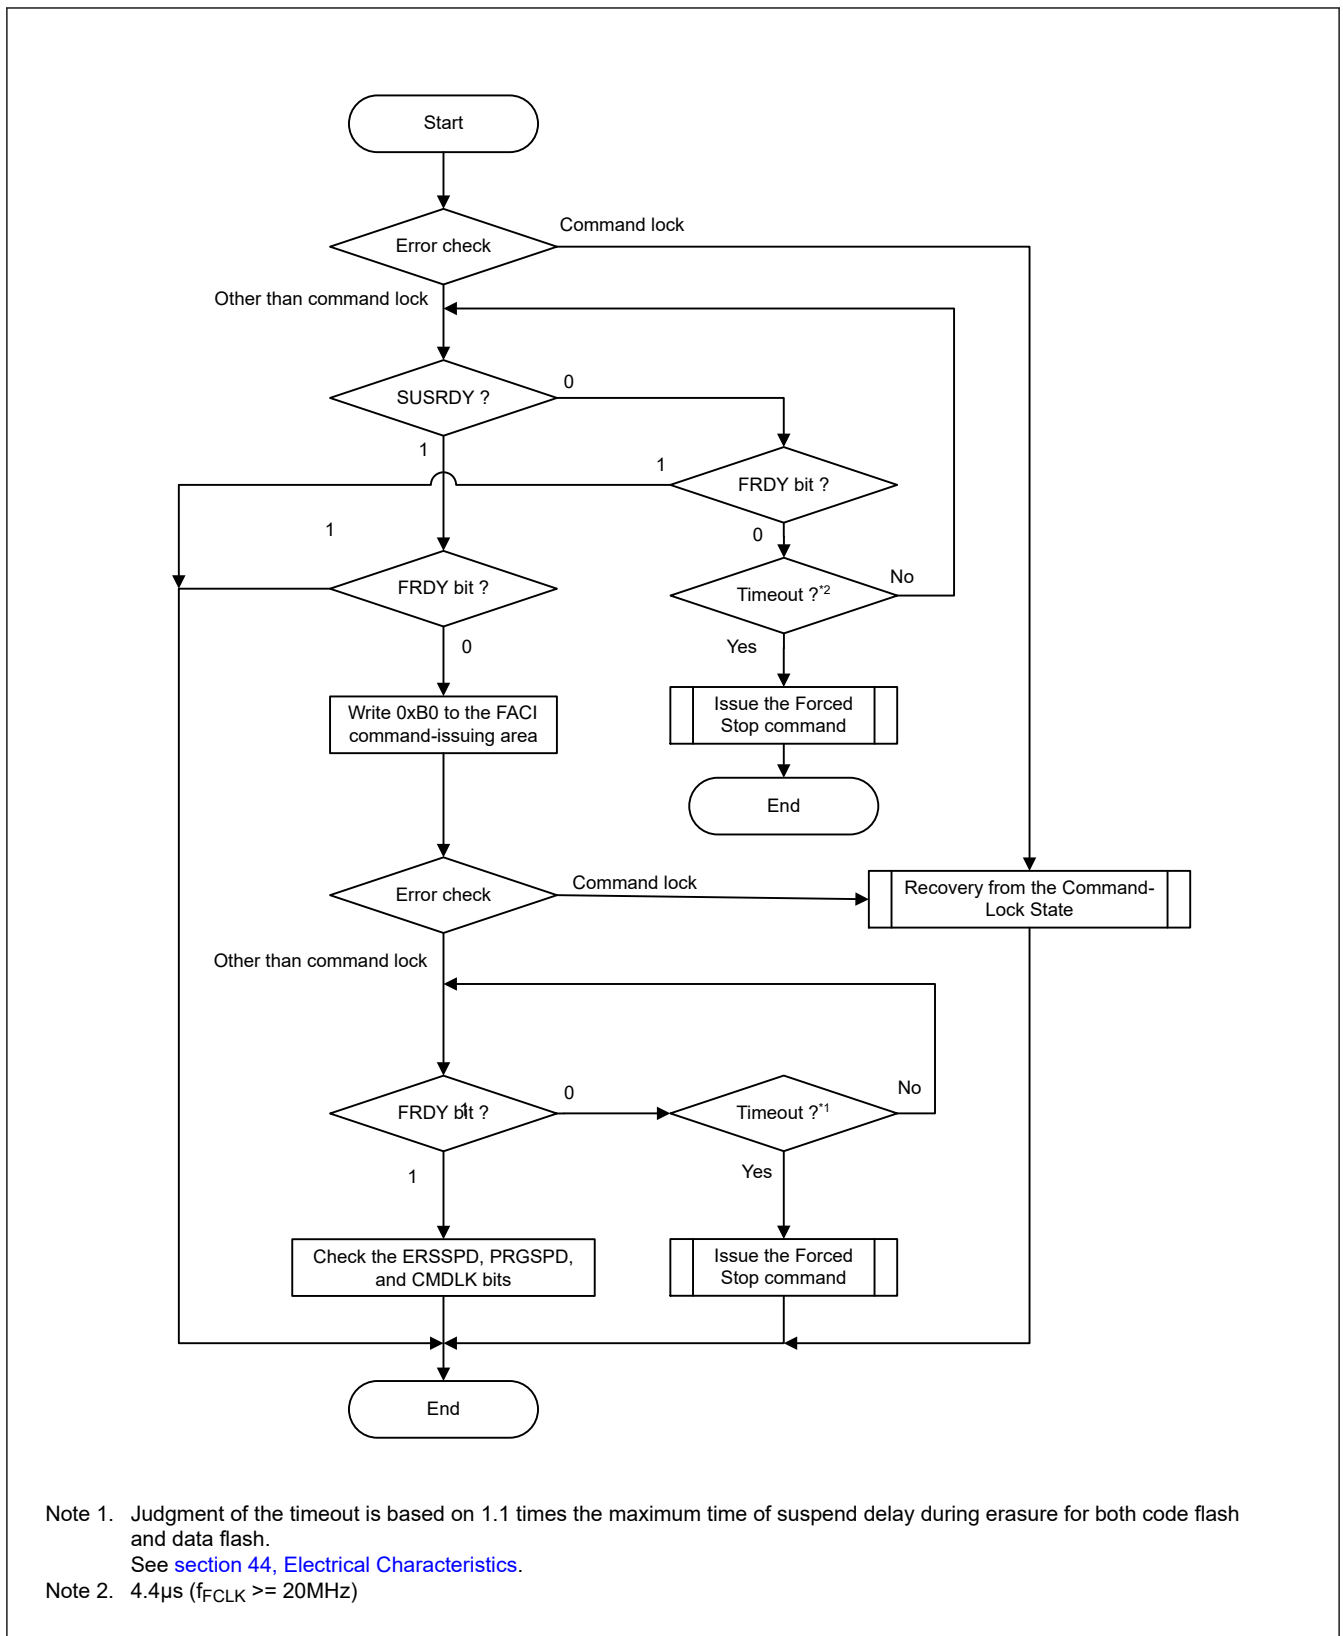 Start
Error check
Command lock
Other than command lock
SUSRDY ?
0
1
1
FRDY bit ?
1
0
FRDY bit ?
Timeout ?*2
No
0
Yes
Write 0xB0 to the FACI
command-issuing area
Issue the Forced
Stop command
End
Error check
Command lock
Recovery from the Command-
Lock State
Other than command lock
FRDY bit ?
1
0
Timeout ?*1
No
1
Yes
Check the ERSSPD, PRGSPD,
and CMDLK bits
Issue the Forced
Stop command
End
Note 1. Judgment of the timeout is based on 1.1 times the maximum time of suspend delay during erasure for both code flash
and data flash.
See section 44, Electrical Characteristics.
Note 2. 4.4µs (fFCLK >= 20MHz)